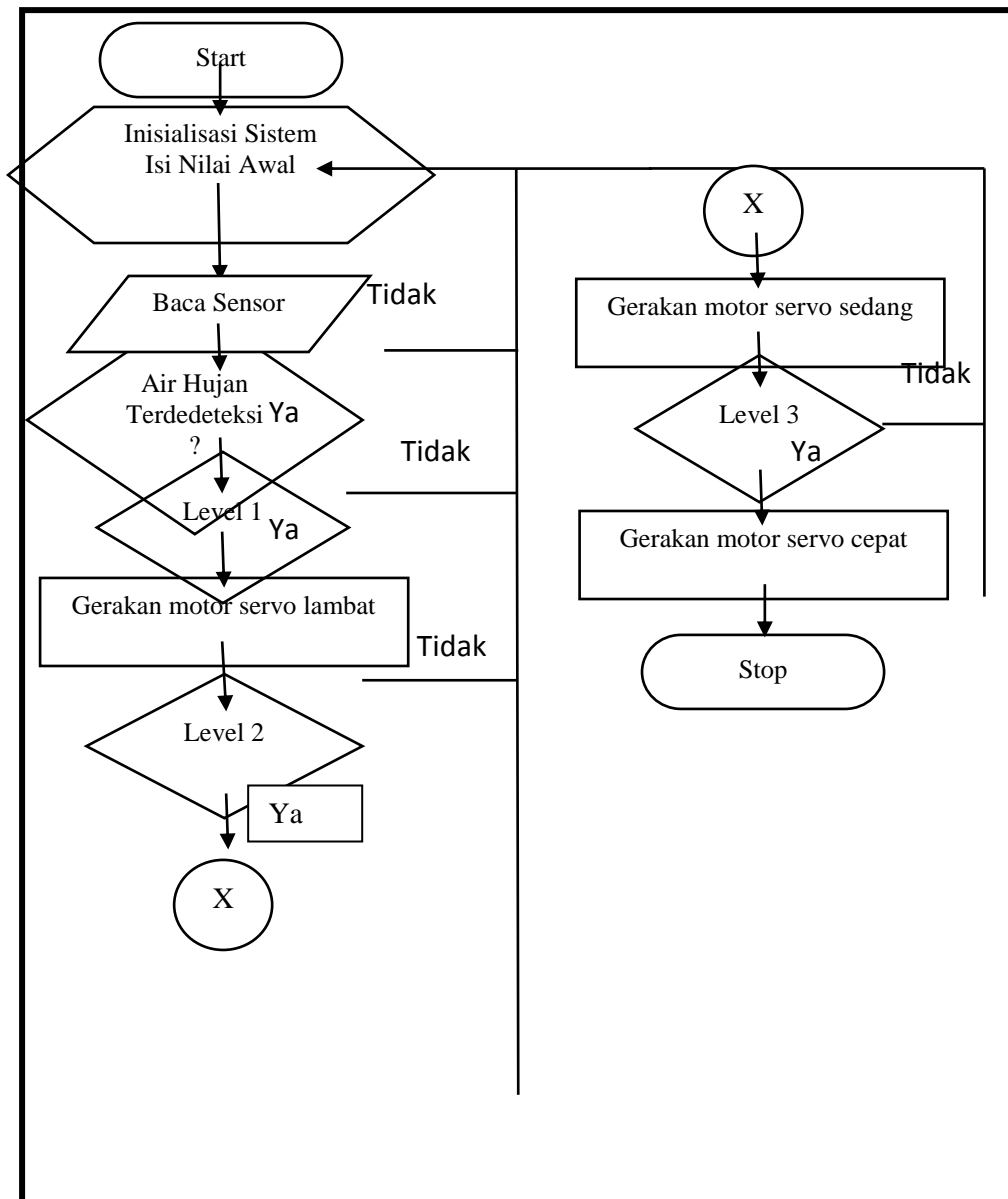 Start
Inisialisasi Sistem
Isi Nilai Awal
Baca Sensor
Tidak
Air Hujan
Terdedeteksi
?
Ya
Tidak
Level 1
Ya
Gerakan motor servo lambat
Tidak
Level 2
Ya
X
X
Gerakan motor servo sedang
Tidak
Level 3
Ya
Gerakan motor servo cepat
Stop